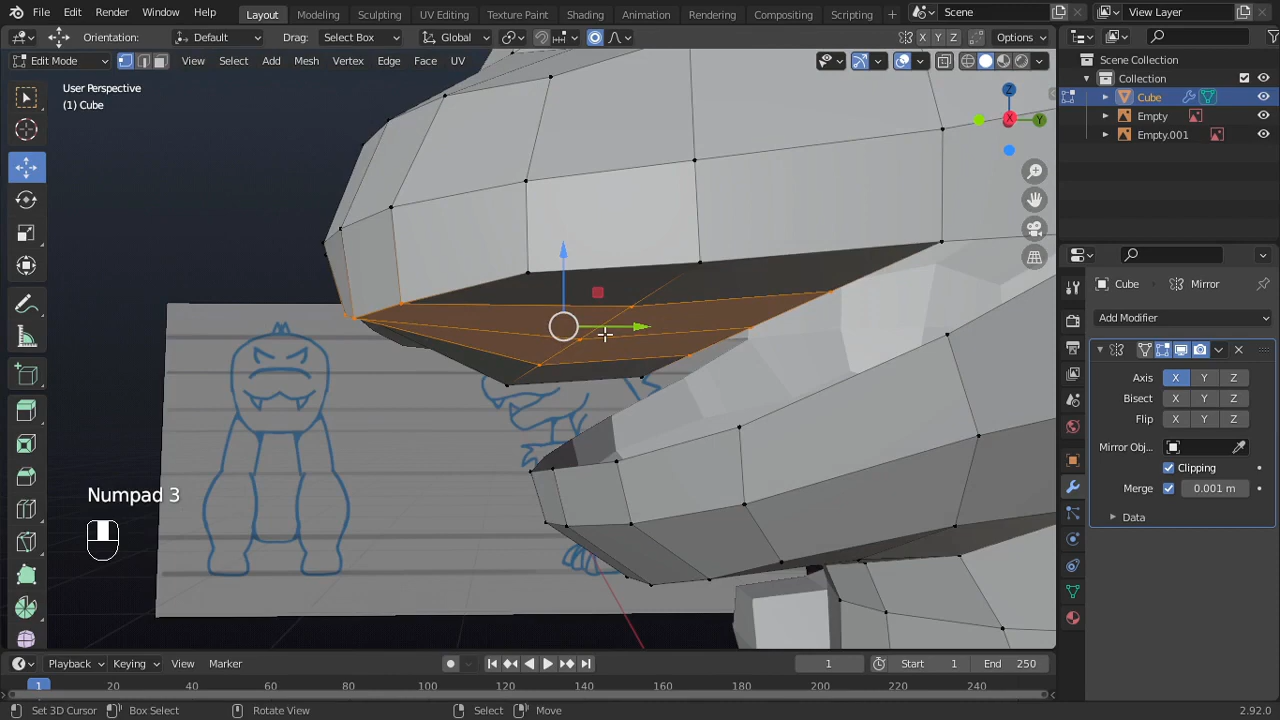 File Edit Render Window Help Layout Modeling Sculpting UV Editing Texture Paint Shading Animation Rendering Compositing Scripting + Scene View Layer
Orientation: Default Drag: Select Box Global X Y Z Options
Edit Mode View Select Add Mesh Vertex Edge Face UV
User Perspective
(1) Cube
Z
X Y
Numpad 3
Scene Collection
Collection
Cube
Empty
Empty.001
Cube › Mirror
Add Modifier
Axis X Y Z
Bisect X Y Z
Flip X Y Z
Mirror Obj...
Clipping
Merge 0.001 m
Data
Playback Keying View Marker 1 Start 1 End 250
1 20 40 60 80 100 120 140 160 180 200 220 240
Set 3D Cursor Box Select Rotate View Select Move 2.92.0